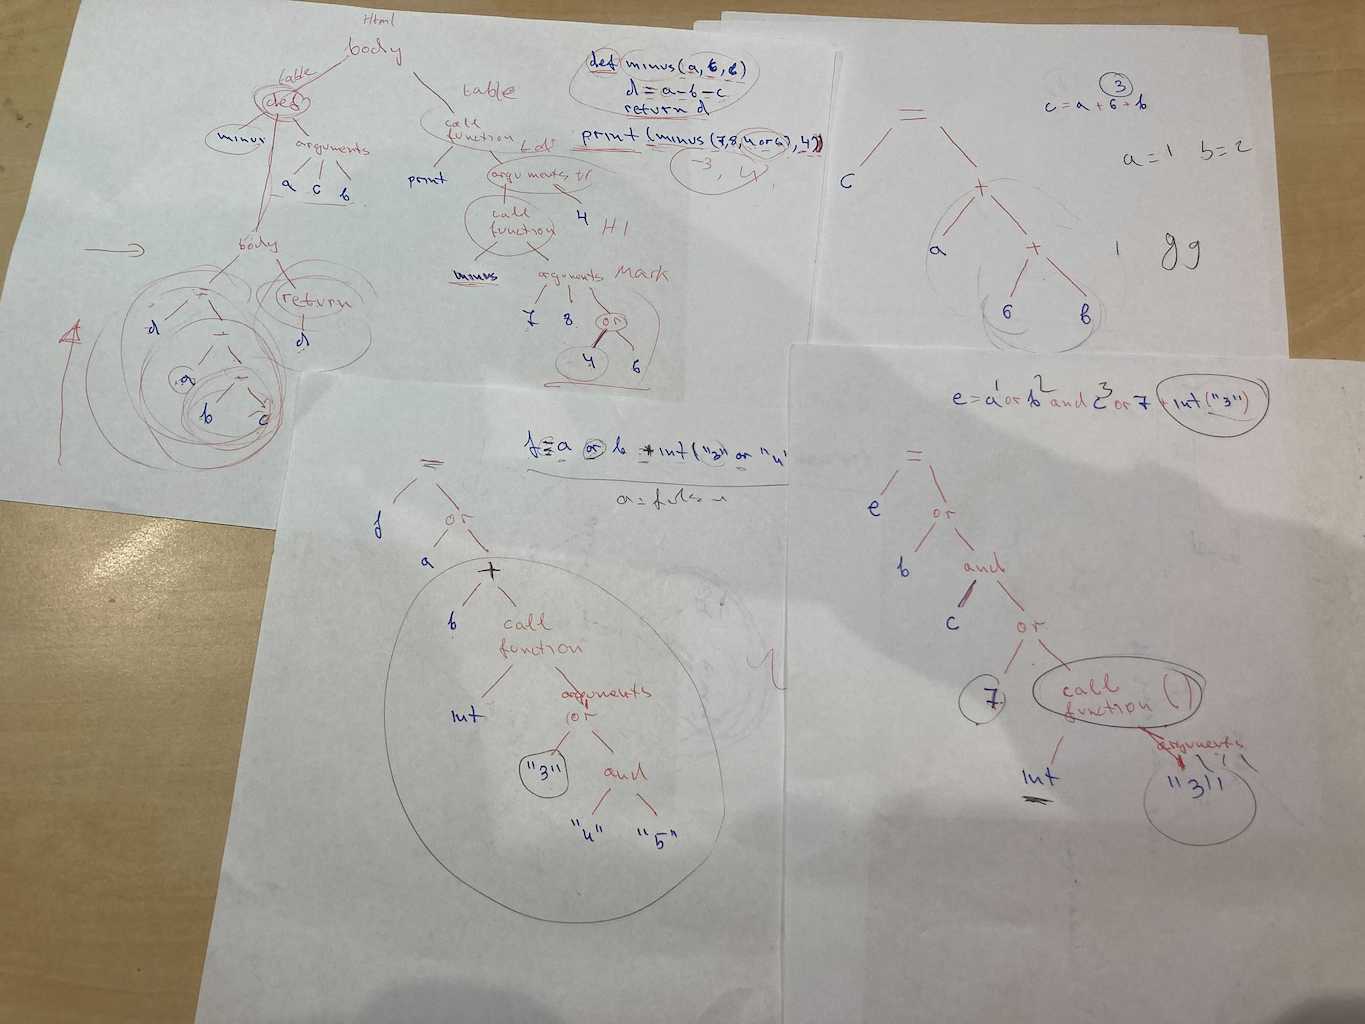 Html
body
table
def
minus
arguments
a c b
body
return
d
d
a
b
c
table
call
function
print
arguments tr
call
function
4
H1
minus
arguments Mark
7 8 or
4 6
def minus(a, b, c)
d = a-b-c
return d
print (minus(7,8,4 or 6), 4)
-3, 4,
3
c = a + 6 + b
a = 1 b = 2
=
c
+
a
+
6 b
gg
f = a or b + int("3" or "4"
=
f
or
a
+
b
call
function
int
arguments
or
"3"
and
"4" "5"
1 2 3
e = a or b and c or 7 + int("3")
=
e
or
b
and
c
or
7
call
function ( )
int
arguments
"3"